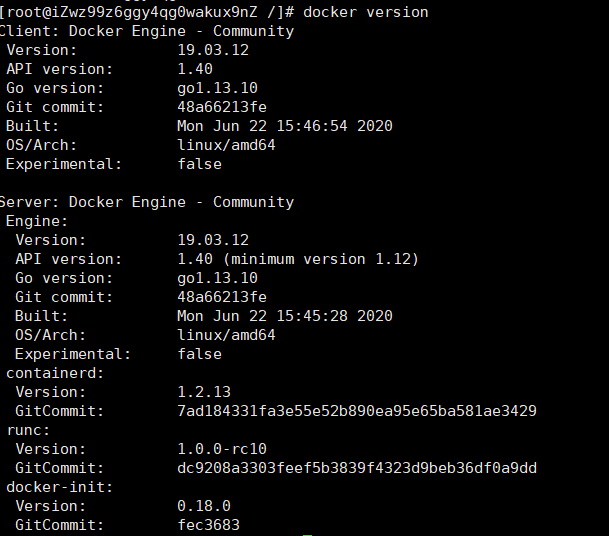 [root@iZwz99z6ggy4qg0wakux9nZ /]# docker version
Client: Docker Engine - Community
 Version:           19.03.12
 API version:       1.40
 Go version:        go1.13.10
 Git commit:        48a66213fe
 Built:             Mon Jun 22 15:46:54 2020
 OS/Arch:           linux/amd64
 Experimental:      false

Server: Docker Engine - Community
 Engine:
  Version:          19.03.12
  API version:      1.40 (minimum version 1.12)
  Go version:       go1.13.10
  Git commit:       48a66213fe
  Built:            Mon Jun 22 15:45:28 2020
  OS/Arch:          linux/amd64
  Experimental:     false
 containerd:
  Version:          1.2.13
  GitCommit:        7ad184331fa3e55e52b890ea95e65ba581ae3429
 runc:
  Version:          1.0.0-rc10
  GitCommit:        dc9208a3303feef5b3839f4323d9beb36df0a9dd
 docker-init:
  Version:          0.18.0
  GitCommit:        fec3683